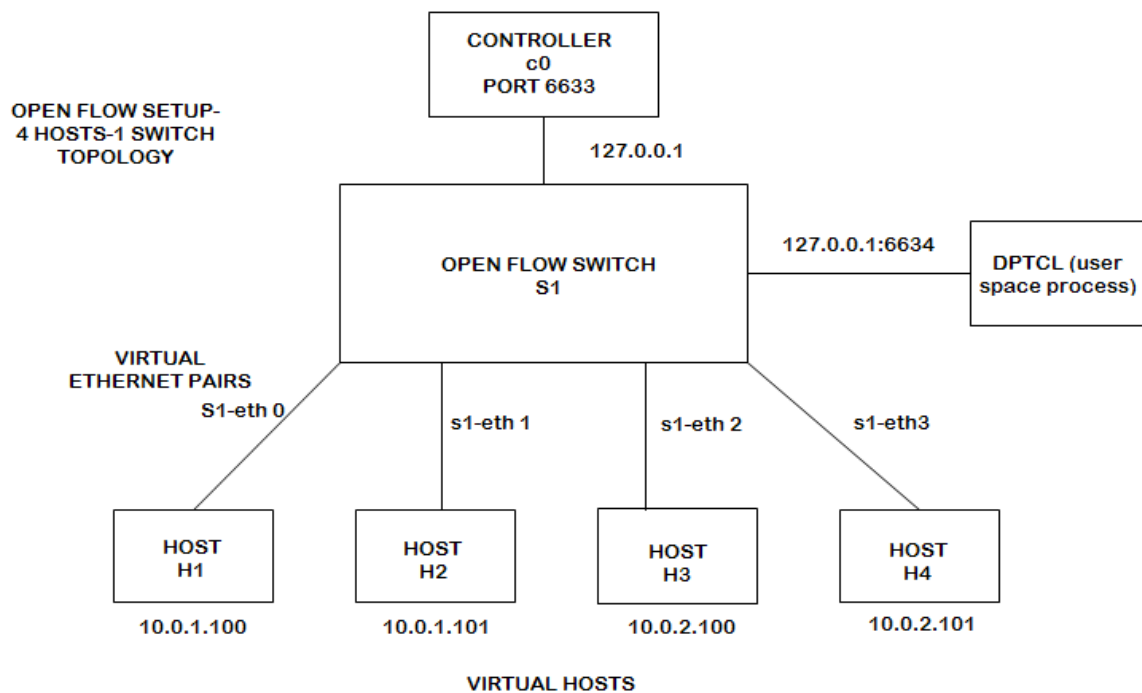 CONTROLLER
c0
PORT 6633
OPEN FLOW SETUP-
4 HOSTS-1 SWITCH
TOPOLOGY
127.0.0.1
OPEN FLOW SWITCH
S1
127.0.0.1:6634
DPTCL (user
space process)
VIRTUAL
ETHERNET PAIRS
S1-eth 0
s1-eth 1
s1-eth 2
s1-eth3
HOST
H1
HOST
H2
HOST
H3
HOST
H4
10.0.1.100
10.0.1.101
10.0.2.100
10.0.2.101
VIRTUAL HOSTS